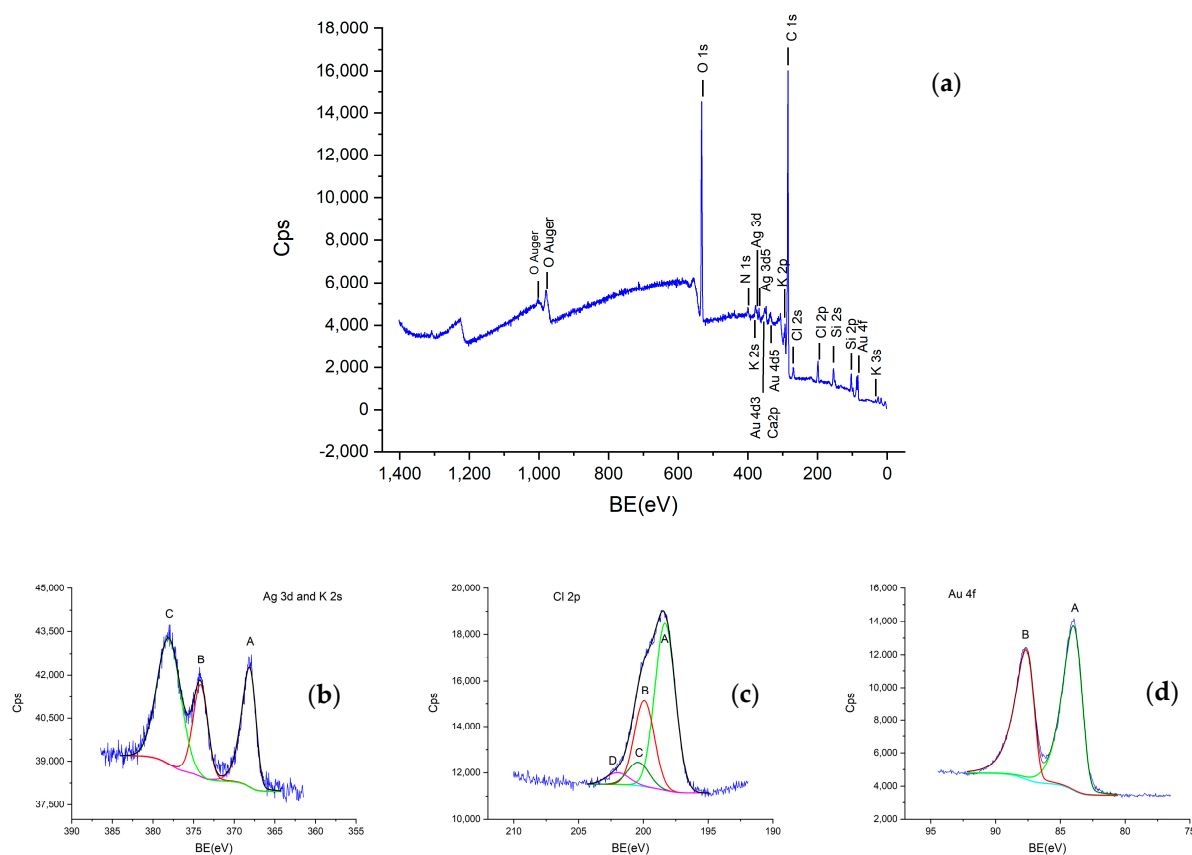 18,000
16,000
14,000
12,000
10,000
8,000
6,000
4,000
2,000
0
-2,000
Cps
1,400
1,200
1,000
800
600
400
200
0
BE(eV)
O Auger
O Auger
O 1s
N 1s
Ag 3d
Ag 3d5
K 2p
C 1s
Cl 2s
Cl 2p
Si 2s
Si 2p
Au 4f
K 3s
K 2s
Au 4d3
Ca2p
Au 4d5
(a)
45,000
43,500
42,000
40,500
39,000
37,500
Cps
Ag 3d and K 2s
C
B
A
(b)
390
385
380
375
370
365
360
355
BE(eV)
20,000
18,000
16,000
14,000
12,000
10,000
Cps
Cl 2p
A
B
C
D
(c)
210
205
200
195
190
BE(eV)
16,000
14,000
12,000
10,000
8,000
6,000
4,000
2,000
Cps
Au 4f
A
B
(d)
95
90
85
80
75
BE(eV)